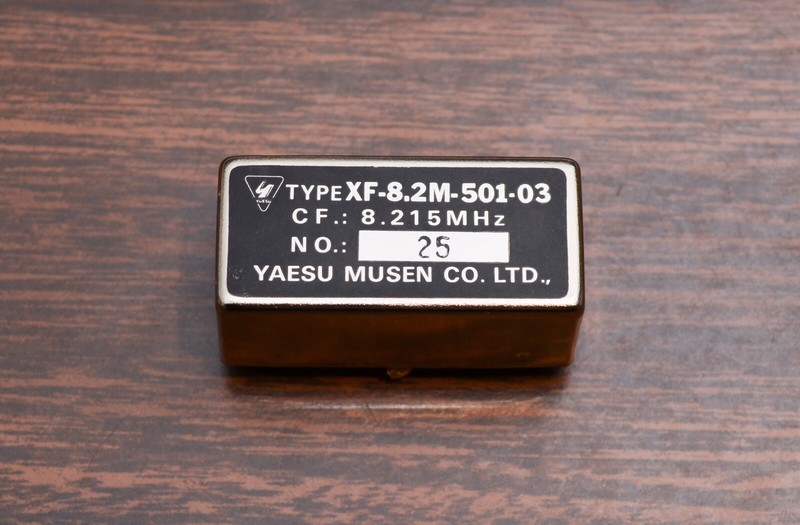 TYPE XF-8.2M-501-03
CF.: 8.215MHz
NO.: 25
YAESU MUSEN CO. LTD.,